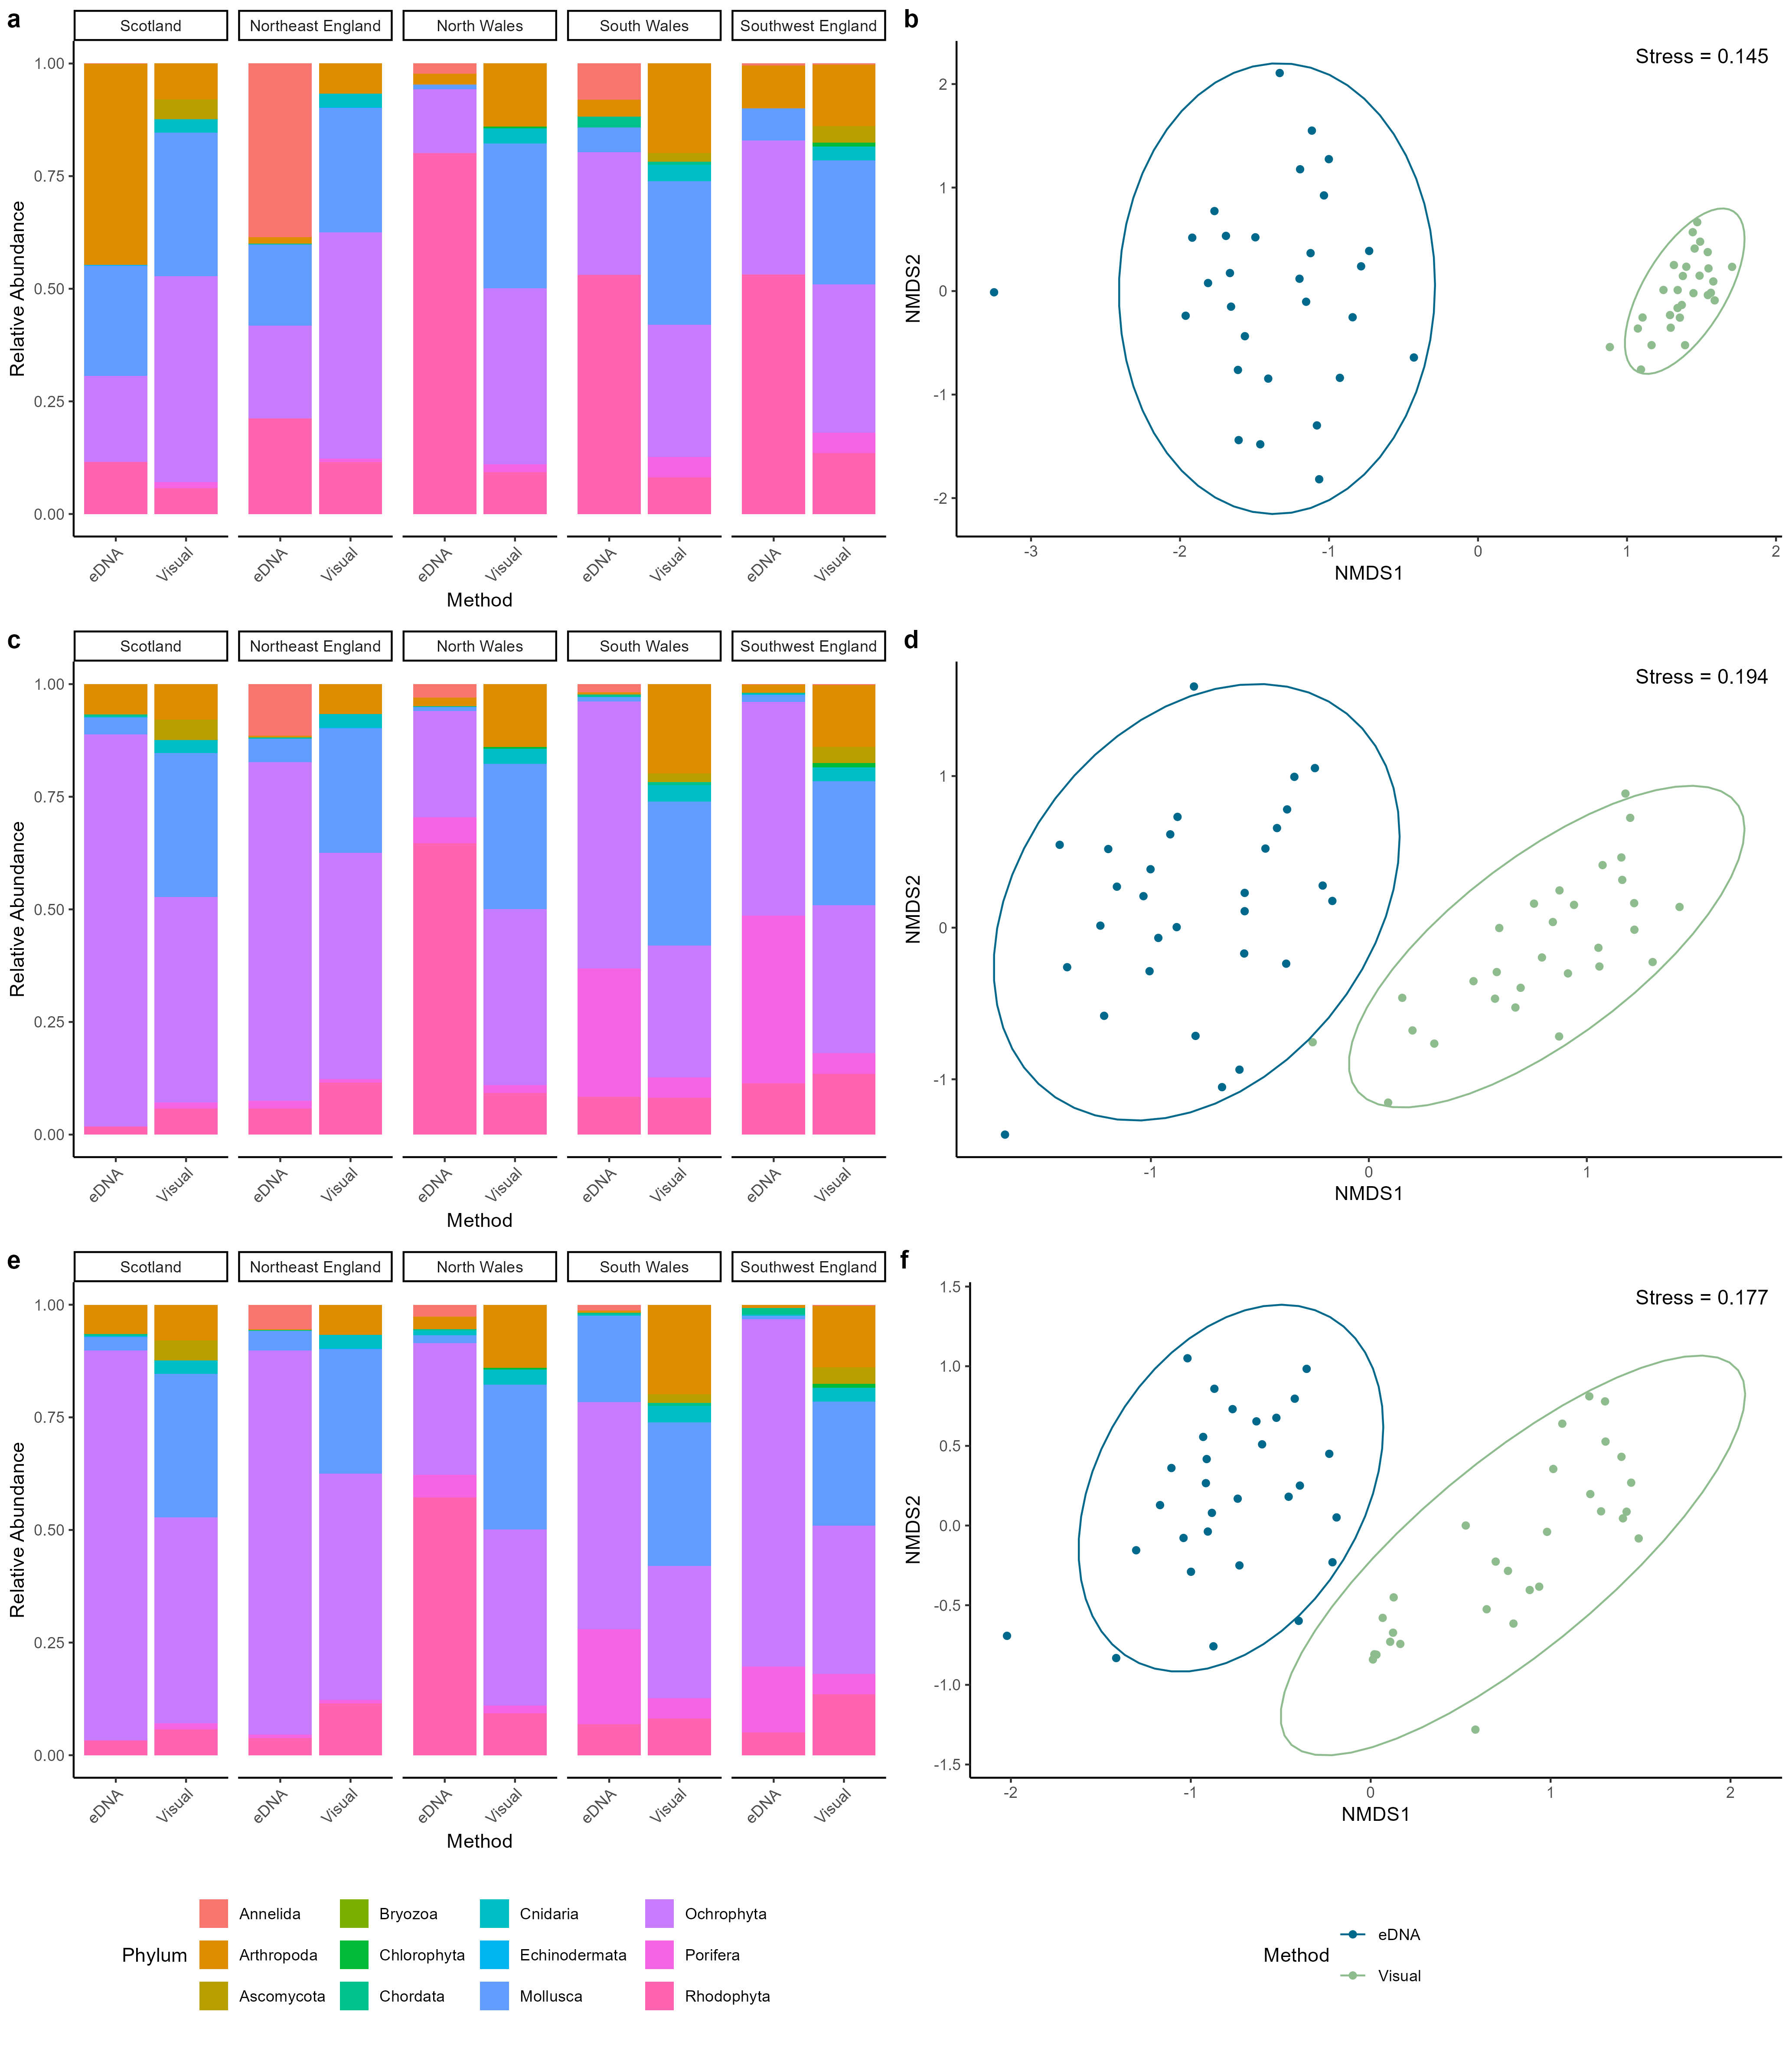 a
Scotland Northeast England North Wales South Wales Southwest England
Relative Abundance
1.00
0.75
0.50
0.25
0.00
eDNA Visual eDNA Visual eDNA Visual eDNA Visual eDNA Visual
Method
b
Stress = 0.145
NMDS2
2
1
0
-1
-2
-3 -2 -1 0 1 2
NMDS1
c
Scotland Northeast England North Wales South Wales Southwest England
Relative Abundance
1.00
0.75
0.50
0.25
0.00
eDNA Visual eDNA Visual eDNA Visual eDNA Visual eDNA Visual
Method
d
Stress = 0.194
NMDS2
1
0
-1
-1 0 1
NMDS1
e
Scotland Northeast England North Wales South Wales Southwest England
Relative Abundance
1.00
0.75
0.50
0.25
0.00
eDNA Visual eDNA Visual eDNA Visual eDNA Visual eDNA Visual
Method
f
Stress = 0.177
NMDS2
1.5
1.0
0.5
0.0
-0.5
-1.0
-1.5
-2 -1 0 1 2
NMDS1
Phylum
Annelida Bryozoa Cnidaria Ochrophyta
Arthropoda Chlorophyta Echinodermata Porifera
Ascomycota Chordata Mollusca Rhodophyta
Method
eDNA
Visual